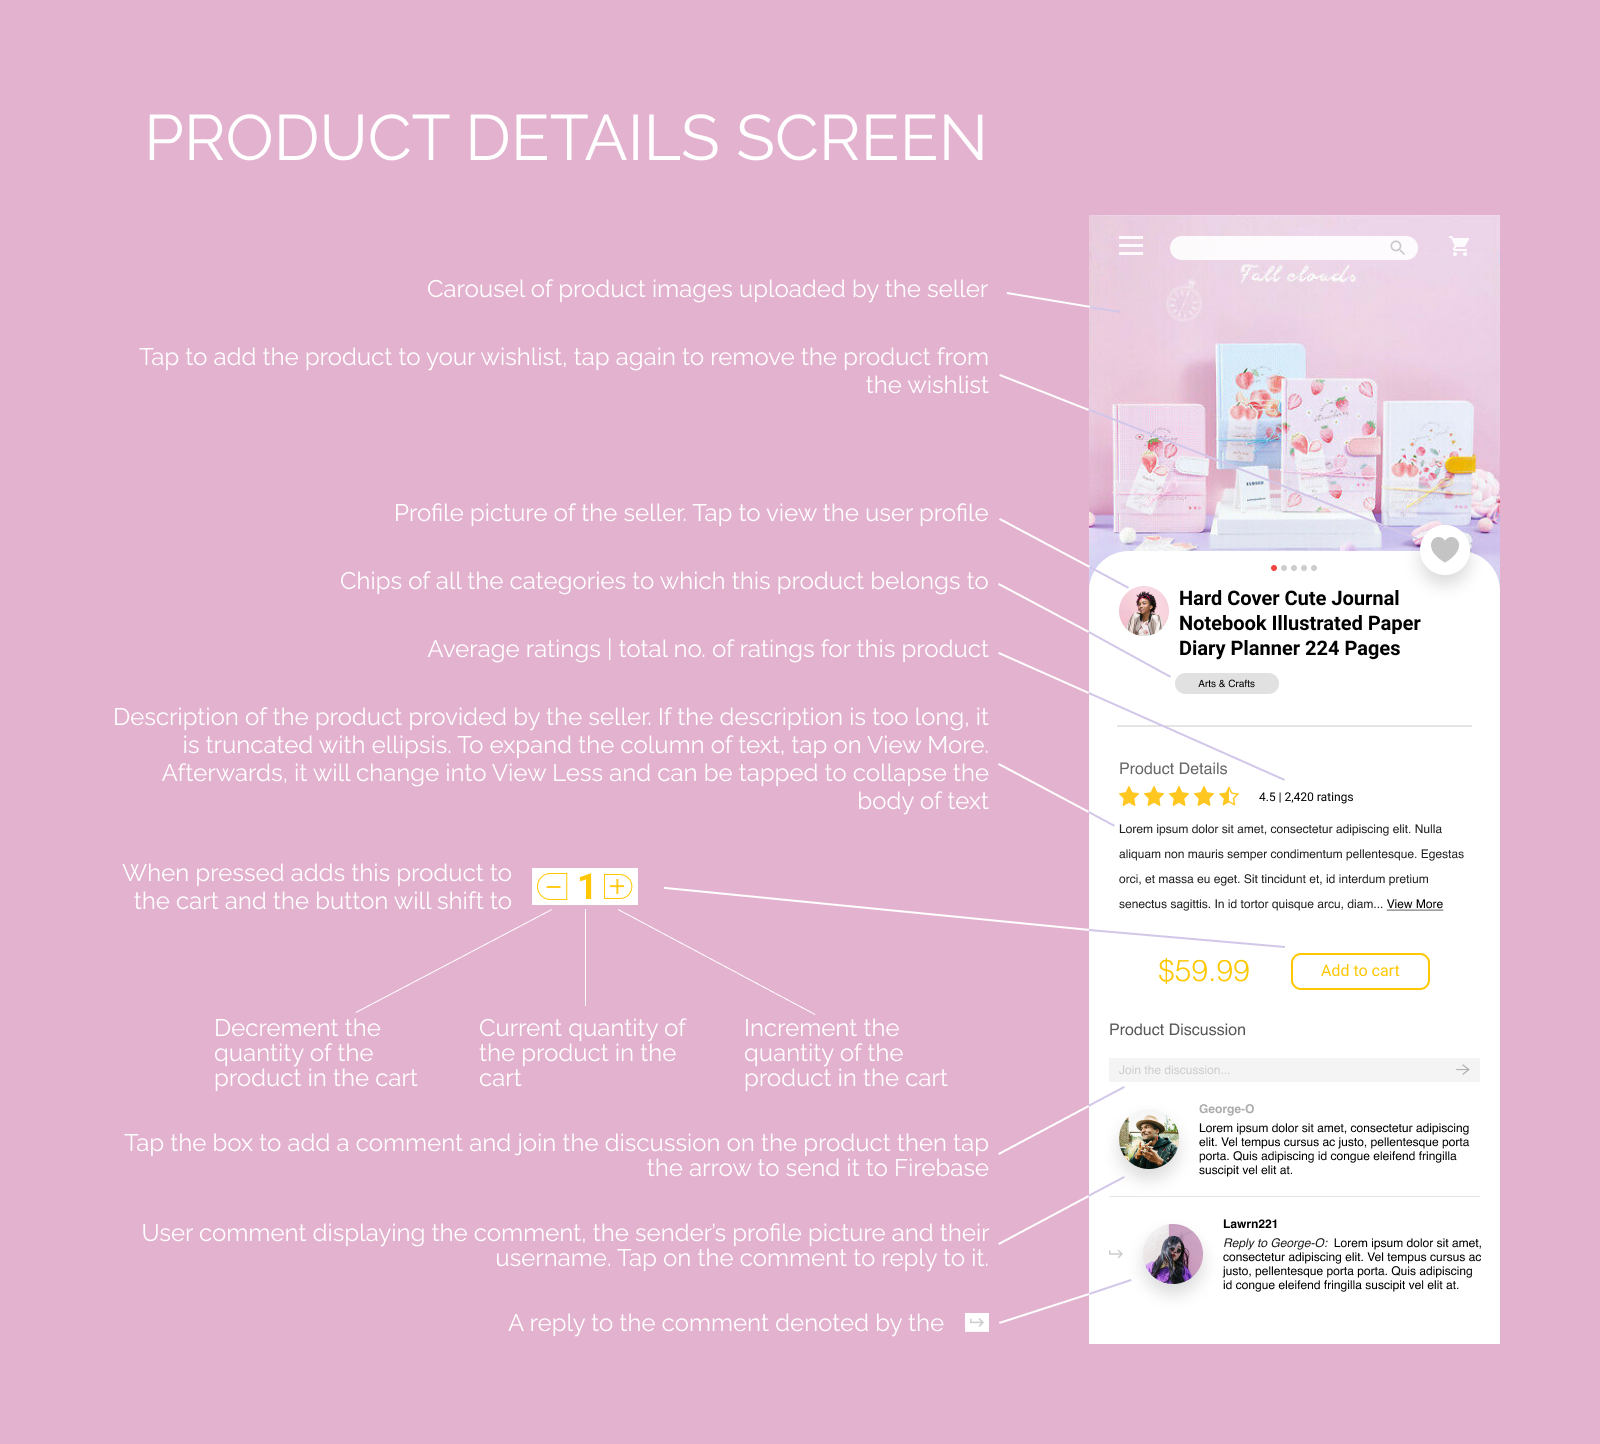 PRODUCT DETAILS SCREEN
Carousel of product images uploaded by the seller
Tap to add the product to your wishlist, tap again to remove the product from
the wishlist
Profile picture of the seller. Tap to view the user profile
Chips of all the categories to which this product belongs to
Average ratings | total no. of ratings for this product
Description of the product provided by the seller. If the description is too long, it
is truncated with ellipsis. To expand the column of text, tap on View More.
Afterwards, it will change into View Less and can be tapped to collapse the
body of text
When pressed adds this product to
the cart and the button will shift to
1
Decrement the
quantity of the
product in the cart
Current quantity of
the product in the
cart
Increment the
quantity of the
product in the cart
Tap the box to add a comment and join the discussion on the product then tap
the arrow to send it to Firebase
User comment displaying the comment, the sender's profile picture and their
username. Tap on the comment to reply to it.
A reply to the comment denoted by the
Fall clouds
Hard Cover Cute Journal
Notebook Illustrated Paper
Diary Planner 224 Pages
Arts & Crafts
Product Details
4.5 | 2,420 ratings
Lorem ipsum dolor sit amet, consectetur adipiscing elit. Nulla
aliquam non mauris semper condimentum pellentesque. Egestas
orci, et massa eu eget. Sit tincidunt et, id interdum pretium
senectus sagittis. In id tortor quisque arcu, diam... View More
$59.99
Add to cart
Product Discussion
Join the discussion...
George-O
Lorem ipsum dolor sit amet, consectetur adipiscing
elit. Vel tempus cursus ac justo, pellentesque porta
porta. Quis adipiscing id congue eleifend fringilla
suscipit vel elit at.
Lawrn221
Reply to George-O: Lorem ipsum dolor sit amet,
consectetur adipiscing elit. Vel tempus cursus ac
justo, pellentesque porta porta. Quis adipiscing
id congue eleifend fringilla suscipit vel elit at.